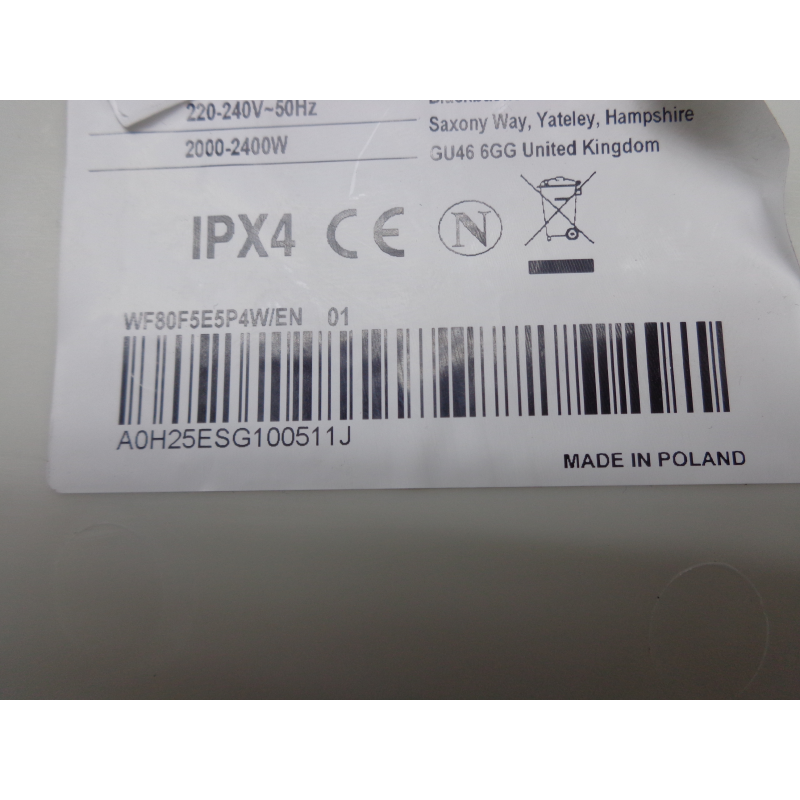 220-240V~50Hz
2000-2400W
Saxony Way, Yateley, Hampshire
GU46 6GG United Kingdom
IPX4 CE N
WF80F5E5P4W/EN 01
A0H25ESG100511J
MADE IN POLAND